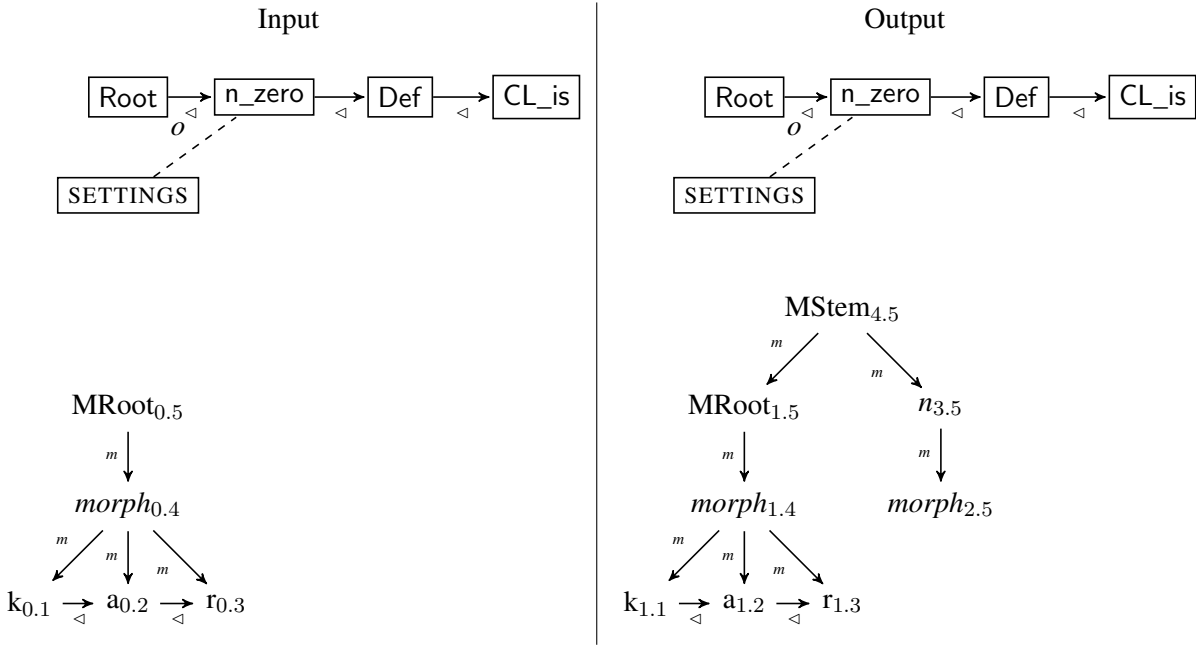 Input
Output
Root n_zero Def CL_is
Root n_zero Def CL_is
◁ ◁ ◁
◁ ◁ ◁
o
o
SETTINGS
SETTINGS
MStem4.5
m m
MRoot0.5
MRoot1.5 n3.5
m
m m
morph0.4
morph1.4 morph2.5
m m m
m m m
k0.1 a0.2 r0.3
k1.1 a1.2 r1.3
◁ ◁
◁ ◁